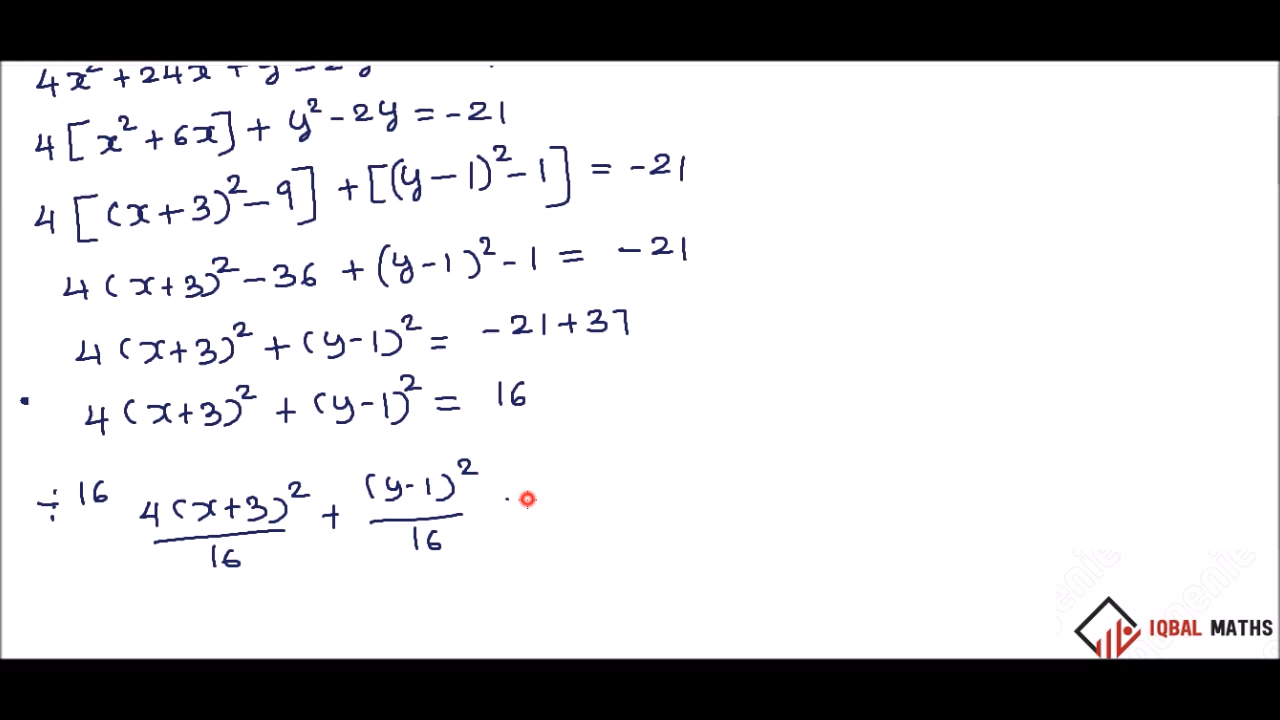 4x² + 24x + y
4[x² + 6x] + y² - 2y = -21
4[(x+3)² - 9] + [(y-1)² - 1] = -21
4(x+3)² - 36 + (y-1)² - 1 = -21
4(x+3)² + (y-1)² = -21+37
4(x+3)² + (y-1)² = 16
÷16 4(x+3)²/16 + (y-1)²/16
IQBAL MATHS